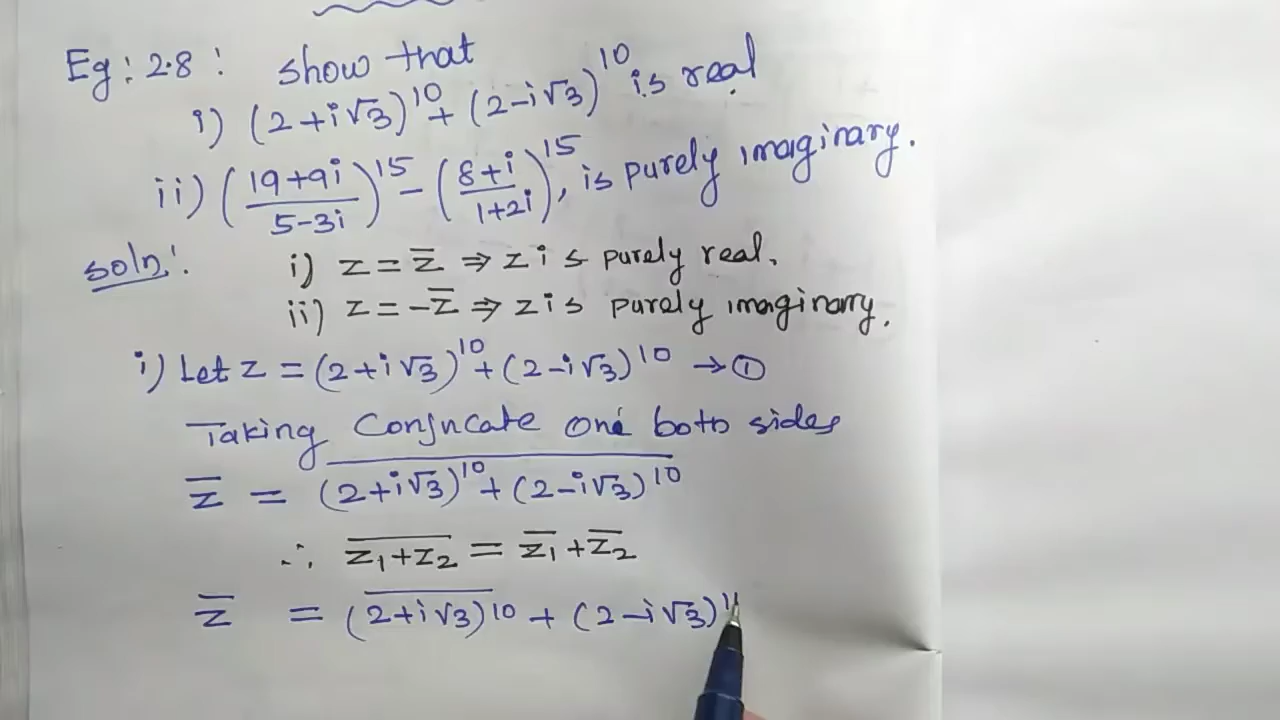 Eg: 2.8: show that
i) (2+i√3)¹⁰ + (2-i√3)¹⁰ is real
ii) (19+9i / 5-3i)¹⁵ - (8+i / 1+2i)¹⁵, is purely imaginary.
soln: i) z = z̅ ⇒ z is purely real.
ii) z = -z̅ ⇒ z is purely imaginary.
i) Let z = (2+i√3)¹⁰ + (2-i√3)¹⁰ → ①
Taking Conjucate one both sides
z̅ = \overline{(2+i√3)¹⁰ + (2-i√3)¹⁰}
∴ \overline{z₁+z₂} = z̅₁ + z̅₂
z̅ = \overline{(2+i√3)}10 + (2-i√3)